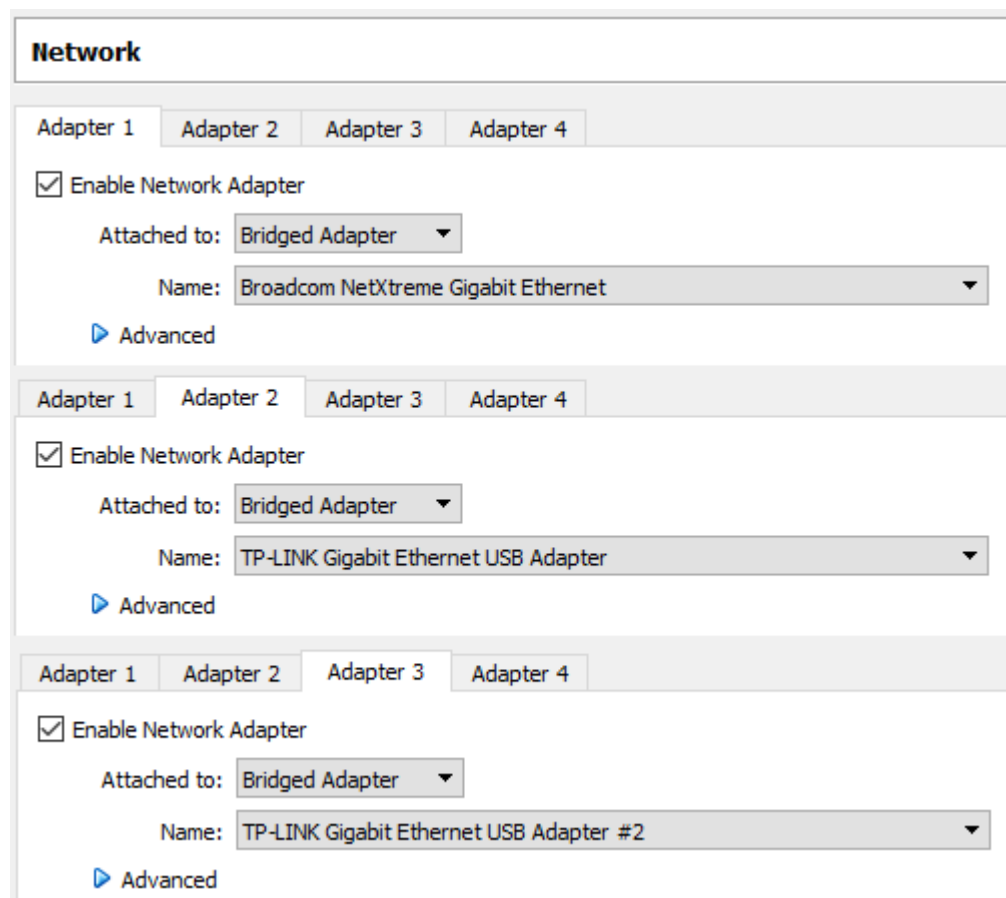 Network
Adapter 1 Adapter 2 Adapter 3 Adapter 4
Enable Network Adapter
Attached to: Bridged Adapter
Name: Broadcom NetXtreme Gigabit Ethernet
Advanced
Adapter 1 Adapter 2 Adapter 3 Adapter 4
Enable Network Adapter
Attached to: Bridged Adapter
Name: TP-LINK Gigabit Ethernet USB Adapter
Advanced
Adapter 1 Adapter 2 Adapter 3 Adapter 4
Enable Network Adapter
Attached to: Bridged Adapter
Name: TP-LINK Gigabit Ethernet USB Adapter #2
Advanced